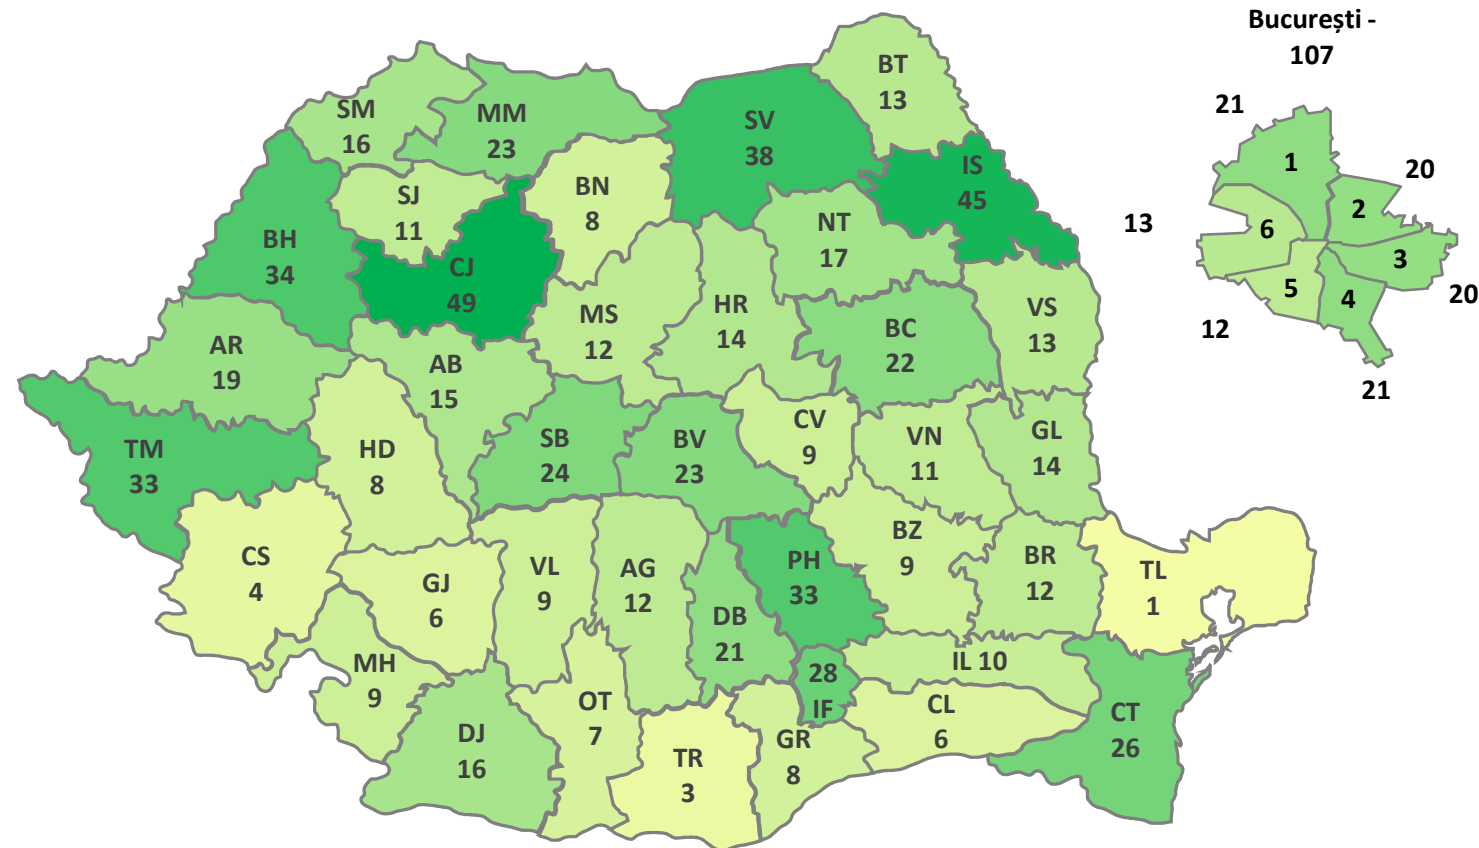 București -
107
21
1
20
2
13
6
3
20
5
4
12
21
BT
13
SM
16
MM
23
SV
38
IS
45
SJ
11
BN
8
NT
17
BH
34
CJ
49
MS
12
HR
14
BC
22
VS
13
AR
19
AB
15
CV
9
VN
11
GL
14
TM
33
HD
8
SB
24
BV
23
CS
4
GJ
6
VL
9
AG
12
DB
21
PH
33
BZ
9
BR
12
TL
1
MH
9
IL 10
28
IF
DJ
16
OT
7
TR
3
GR
8
CL
6
CT
26